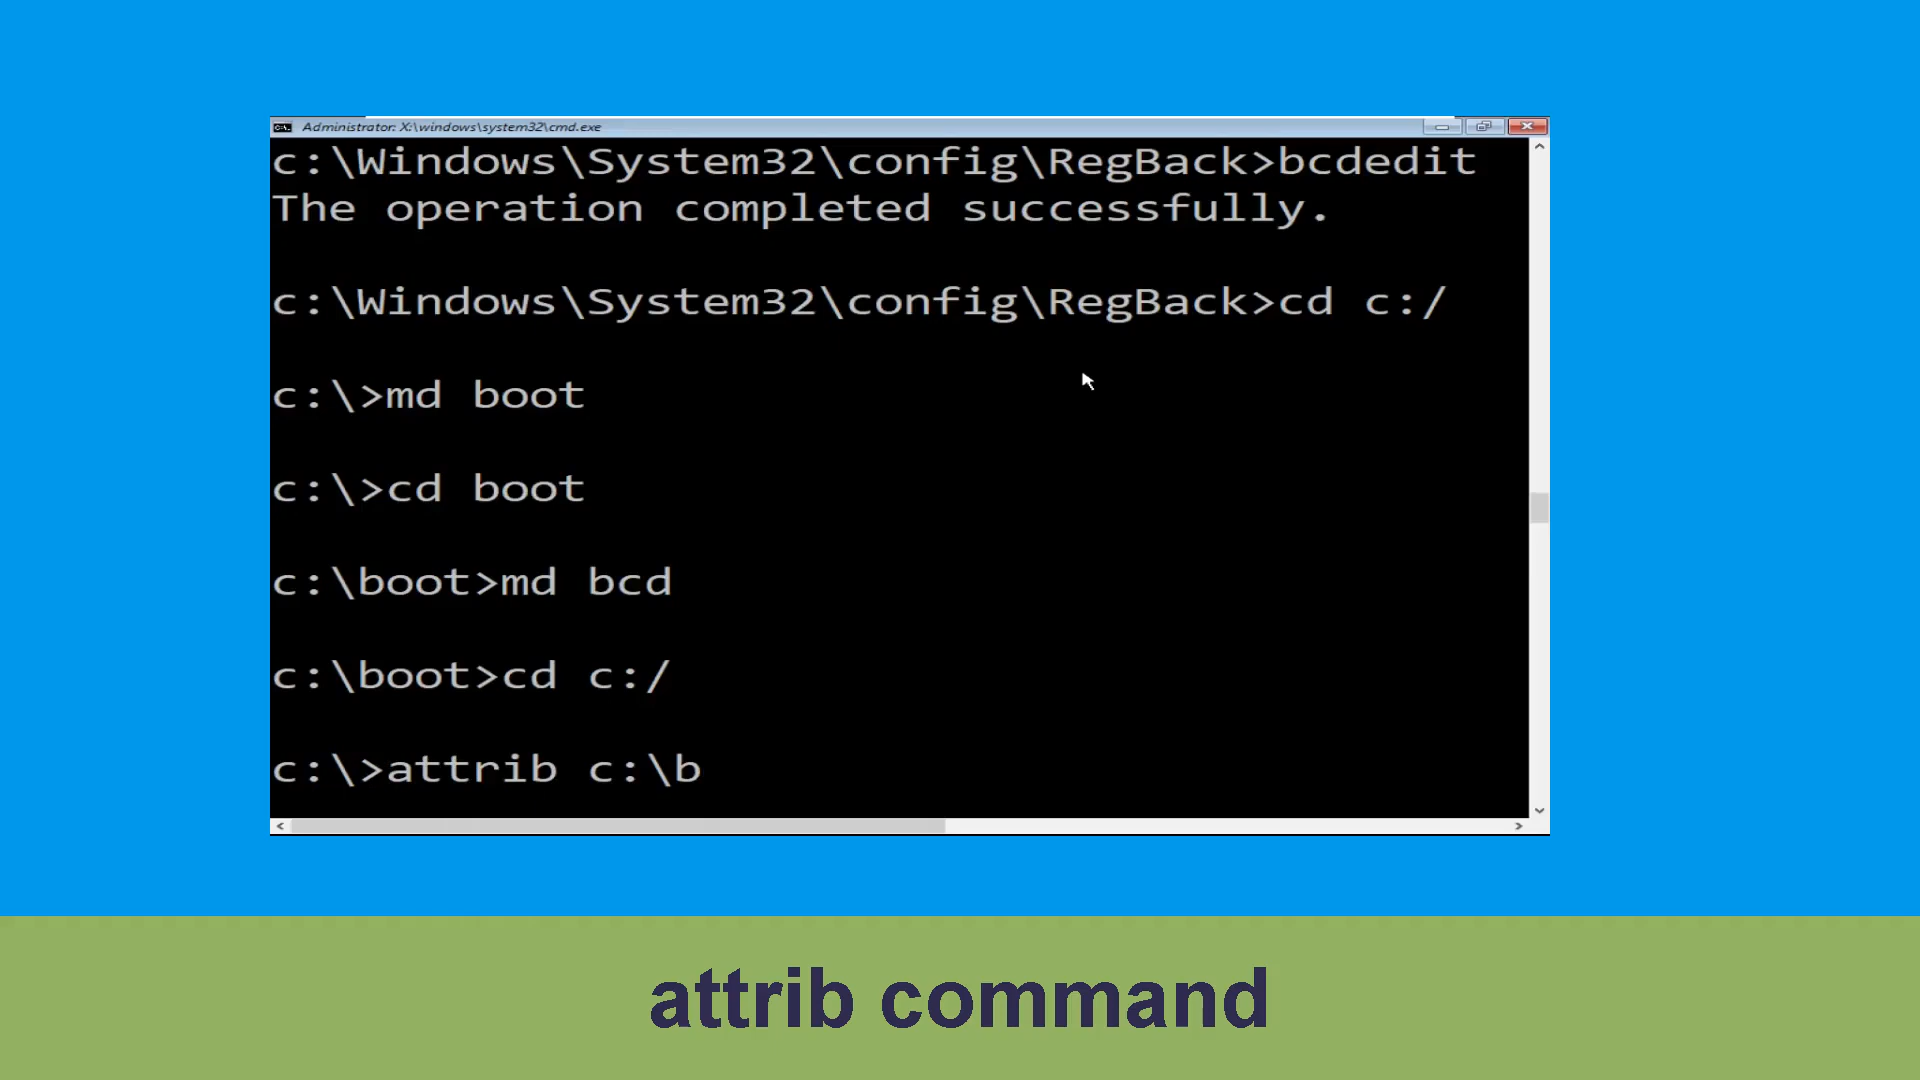 Administrator: X:\windows\system32\cmd.exe
c:\Windows\System32\config\RegBack>bcdedit
The operation completed successfully.
c:\Windows\System32\config\RegBack>cd c:/
c:\>md boot
c:\>cd boot
c:\boot>md bcd
c:\boot>cd c:/
c:\>attrib c:\b
attrib command